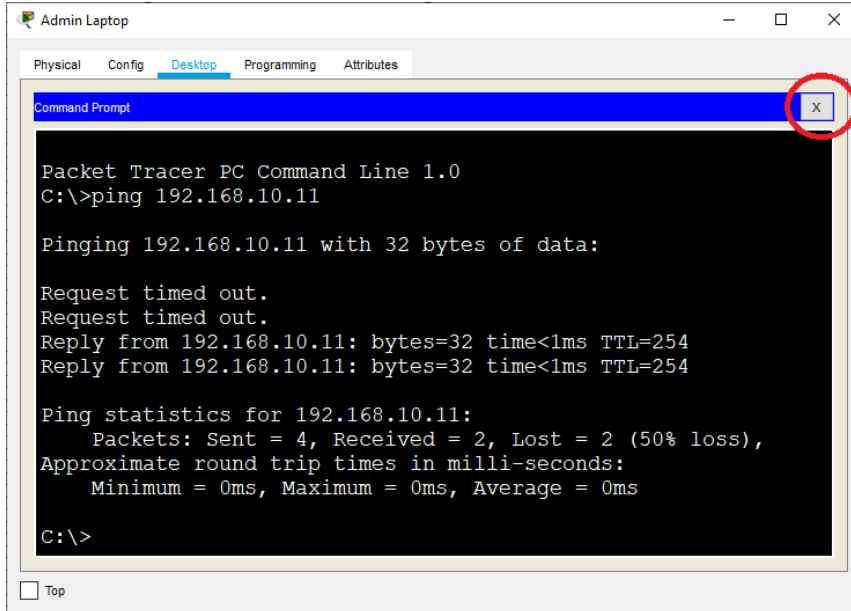 Admin Laptop
Physical Config Desktop Programming Attributes
Command Prompt X
Packet Tracer PC Command Line 1.0
C:\>ping 192.168.10.11
Pinging 192.168.10.11 with 32 bytes of data:
Request timed out.
Request timed out.
Reply from 192.168.10.11: bytes=32 time<1ms TTL=254
Reply from 192.168.10.11: bytes=32 time<1ms TTL=254
Ping statistics for 192.168.10.11:
Packets: Sent = 4, Received = 2, Lost = 2 (50% loss),
Approximate round trip times in milli-seconds:
Minimum = 0ms, Maximum = 0ms, Average = 0ms
C:\>
Top